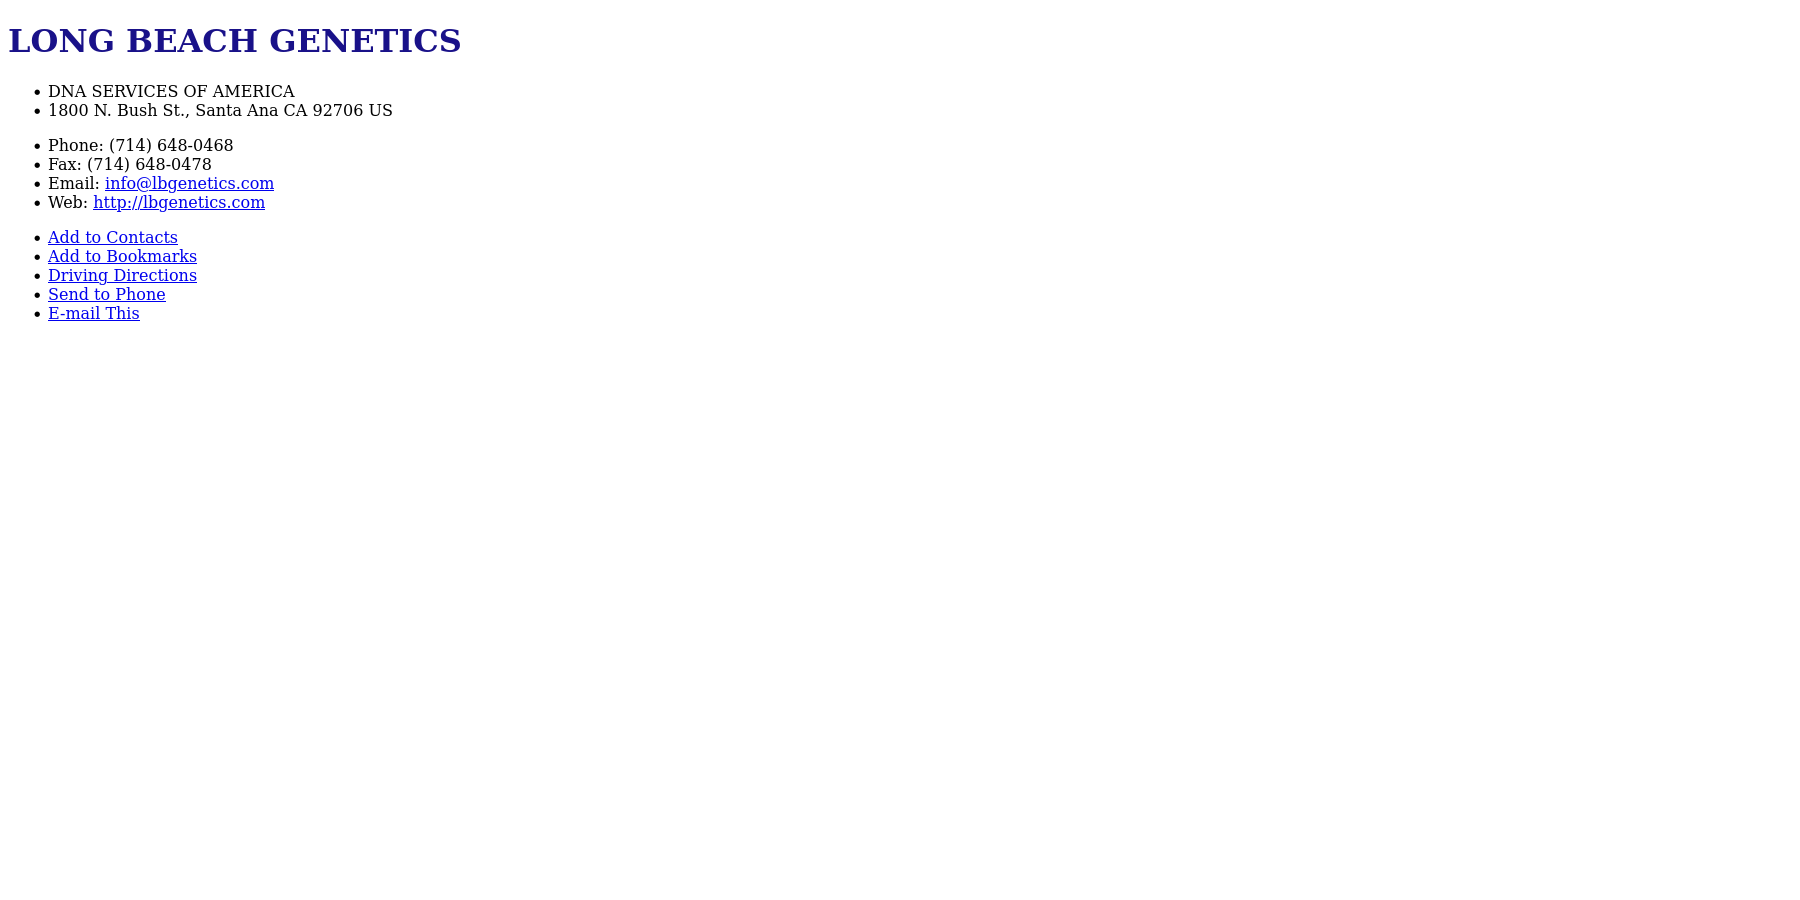 LONG BEACH GENETICS
DNA SERVICES OF AMERICA
1800 N. Bush St., Santa Ana CA 92706 US
Phone: (714) 648-0468
Fax: (714) 648-0478
Email: info@lbgenetics.com
Web: http://lbgenetics.com
Add to Contacts
Add to Bookmarks
Driving Directions
Send to Phone
E-mail This